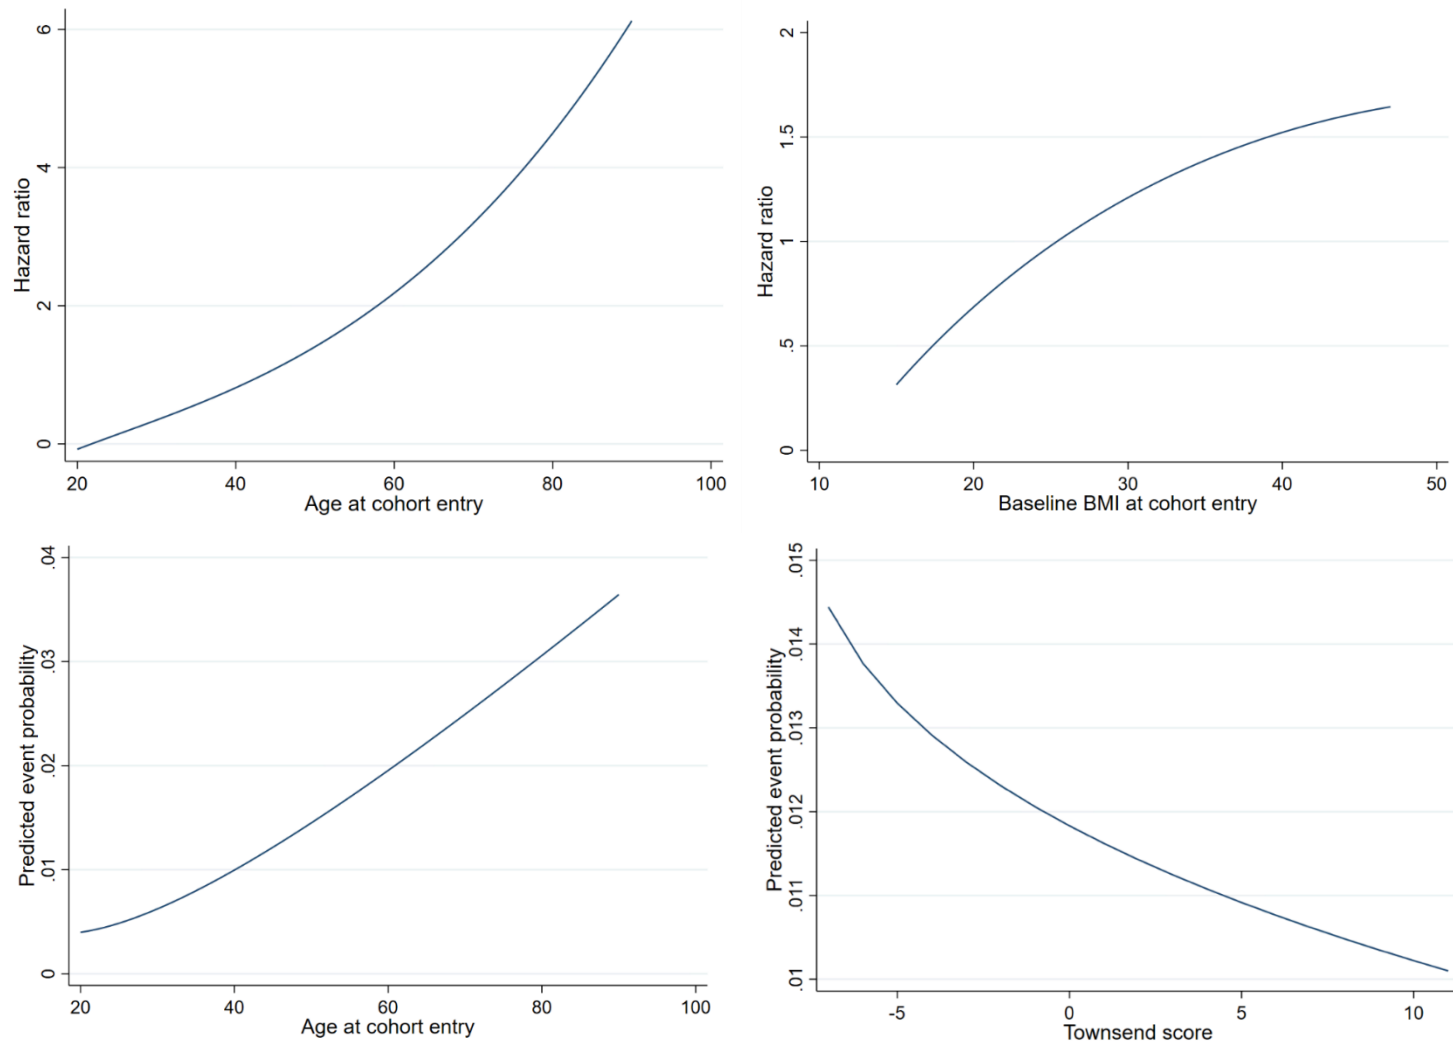 Hazard ratio
6
4
2
0
20 40 60 80 100
Age at cohort entry
Hazard ratio
2
1.5
1
.5
0
10 20 30 40 50
Baseline BMI at cohort entry
Predicted event probability
.04
.03
.02
.01
0
20 40 60 80 100
Age at cohort entry
Predicted event probability
.015
.014
.013
.012
.011
.01
-5 0 5 10
Townsend score